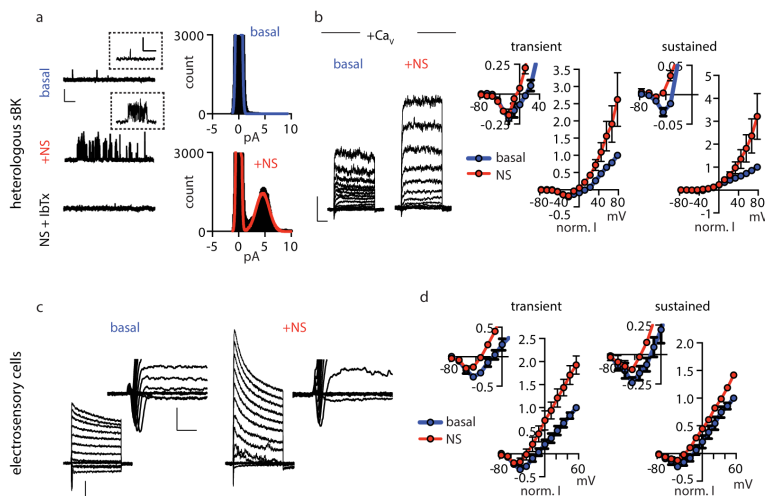 a
heterologous sBK
basal
+NS
NS + IbTx
3000
count
0
-5 0 5 10
pA
basal
3000
count
0
-5 0 5 10
pA
+NS
b
+CaV
basal
+NS
transient
0.25
-80 40
-0.25
3.5
3.0
2.5
2.0
1.5
1.0
0.5
-0.5
-80 -40 40 80
mV
norm. I
basal
NS
sustained
0.05
-80
-0.05
5
4
3
2
1
-1
-80 -40 0 40 80
mV
norm. I
c
electrosensory cells
basal
+NS
d
transient
0.5
-80
-0.5
2.5
2.0
1.5
1.0
0.5
-80 60
mV
norm. I
basal
NS
sustained
0.25
-80
-0.25
2.0
1.5
1.0
0.5
-80 60
mV
norm. I